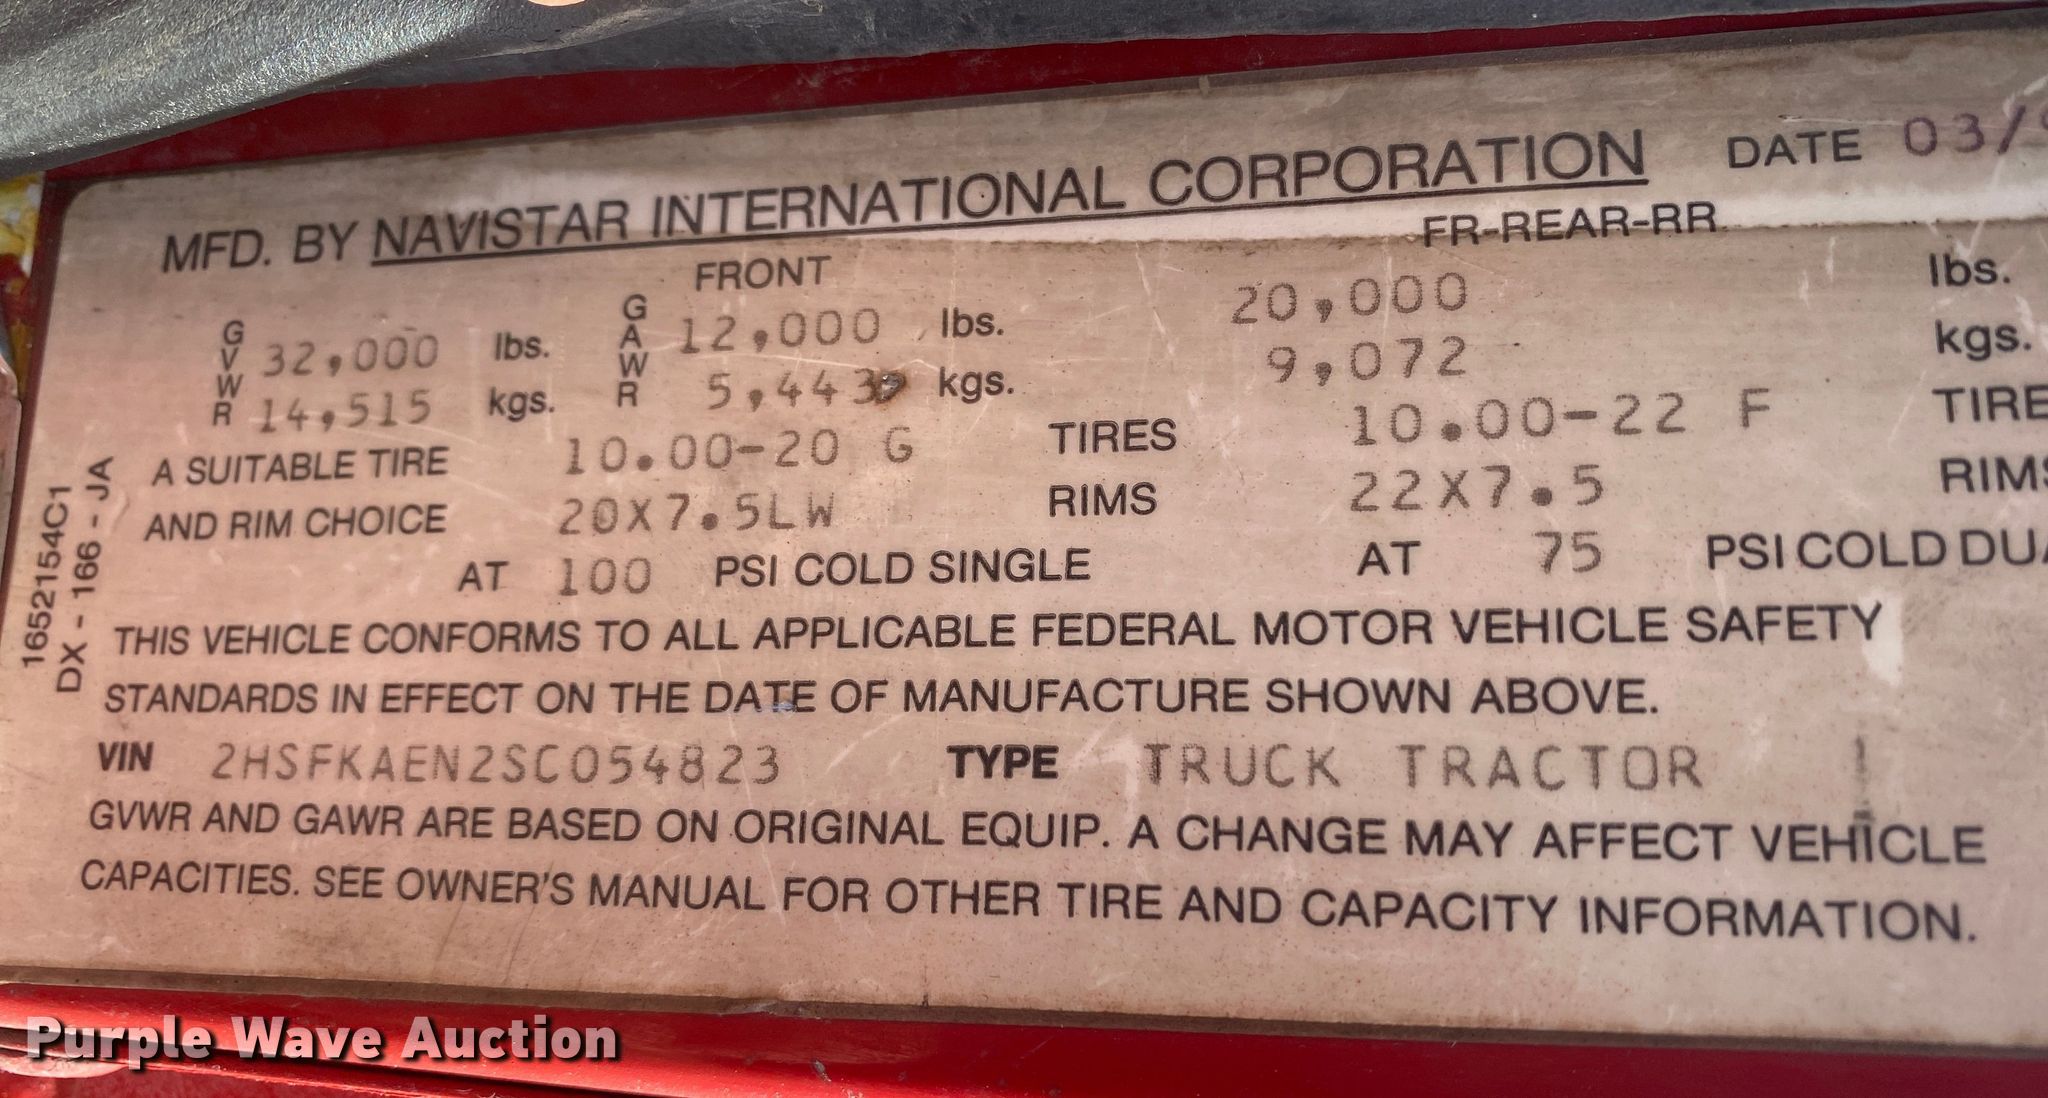 MFD. BY NAVISTAR INTERNATIONAL CORPORATION DATE 03/9
FRONT FR-REAR-RR
GVWR 32,000 lbs. GAWR 12,000 lbs. 20,000 lbs.
14,515 kgs. 5,443 kgs. 9,072 kgs.
A SUITABLE TIRE 10.00-20 G TIRES 10.00-22 F TIRE
AND RIM CHOICE 20X7.5LW RIMS 22X7.5 RIMS
AT 100 PSI COLD SINGLE AT 75 PSI COLD DUA
THIS VEHICLE CONFORMS TO ALL APPLICABLE FEDERAL MOTOR VEHICLE SAFETY
STANDARDS IN EFFECT ON THE DATE OF MANUFACTURE SHOWN ABOVE.
VIN 2HSFKAEN2SC054823 TYPE TRUCK TRACTOR
GVWR AND GAWR ARE BASED ON ORIGINAL EQUIP. A CHANGE MAY AFFECT VEHICLE
CAPACITIES. SEE OWNER'S MANUAL FOR OTHER TIRE AND CAPACITY INFORMATION.
1652154C1
DX - 166 - JA
Purple Wave Auction